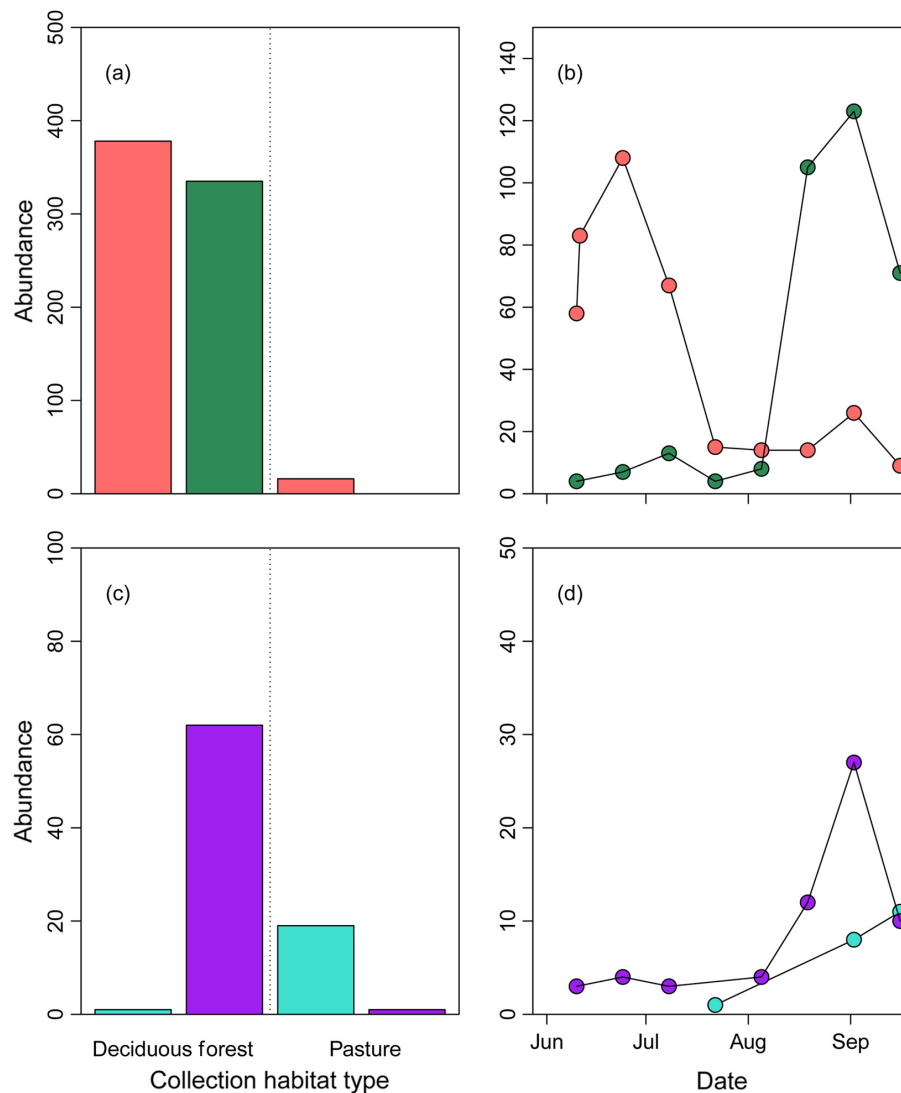 (a)
Abundance
0
100
200
300
400
500
(b)
0
20
40
60
80
100
120
140
(c)
Abundance
0
20
40
60
80
100
Deciduous forest Pasture
Collection habitat type
(d)
0
10
20
30
40
50
Jun Jul Aug Sep
Date